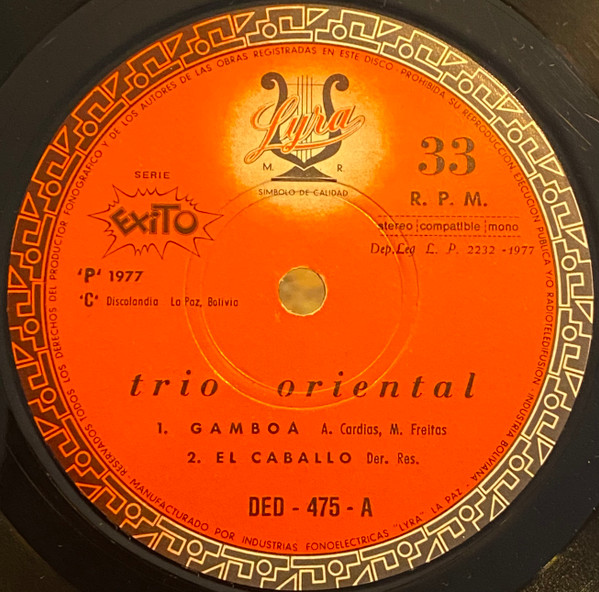 RESERVADOS TODOS LOS DERECHOS DEL PRODUCTOR FONOGRAFICO Y DE LOS AUTORES DE LAS OBRAS REGISTRADAS EN ESTE DISCO - PROHIBIDA SU REPRODUCCION, EJECUCION PUBLICA Y/O RADIOTELEDIFUSION INDUSTRIA BOLIVIANA
Lyra
M. R.
SIMBOLO DE CALIDAD
33
R. P. M.
stereo compatible mono
Dep. Leg L. P. 2232 - 1977
SERIE
EXiTO
'P' 1977
'C' Discolandia La Paz, Bolivia
trio oriental
1. GAMBOA A. Cardias, M. Freitas
2. EL CABALLO Der. Res.
DED - 475 - A
MANUFACTURADO POR INDUSTRIAS FONOELECTRICAS "LYRA" LA PAZ -